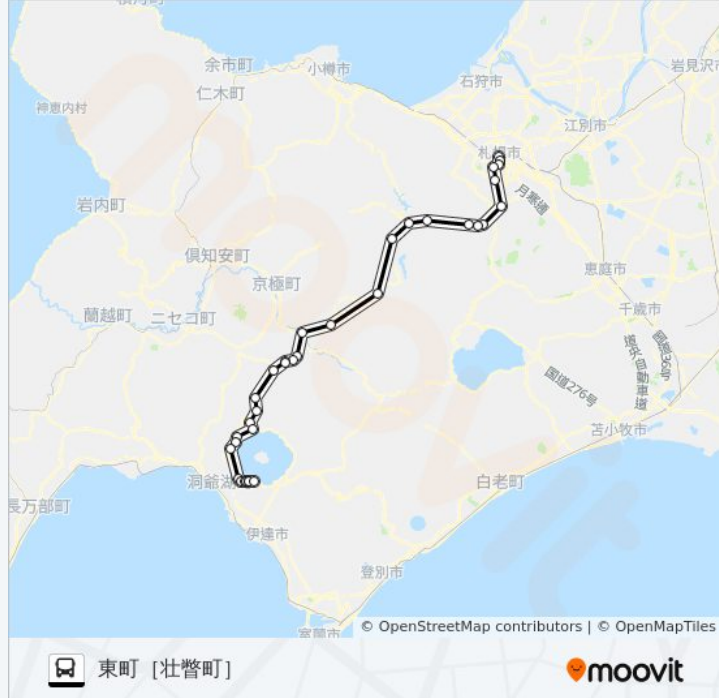 余市町
小樽市
仁木町
石狩市
岩見沢
神恵内村
江別市
札幌市
月寒通
岩内町
倶知安町
京極町
恵庭市
蘭越町
ニセコ町
千歳市
国道36号
道央自動車道
国道276号
苫小牧市
洞爺湖
白老町
長万部町
伊達市
登別市
室蘭市
moovit
© OpenStreetMap contributors | © OpenMapTiles
東町［壮瞥町］
moovit